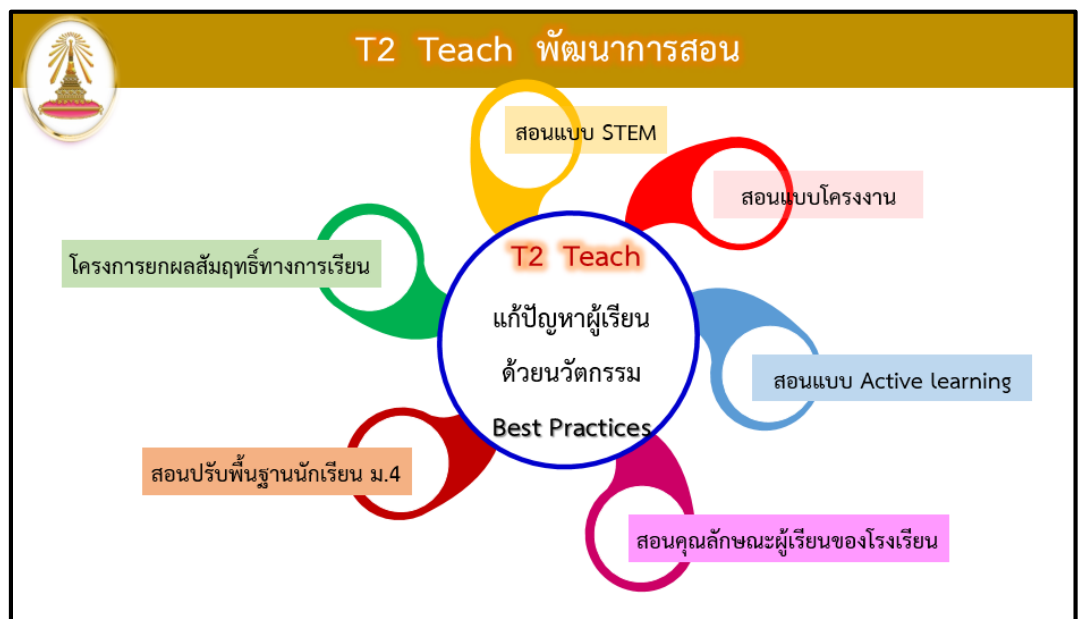 T2 Teach พัฒนาการสอน
สอนแบบ STEM
สอนแบบโครงงาน
โครงการยกผลสัมฤทธิ์ทางการเรียน
T2 Teach
แก้ปัญหาผู้เรียน
ด้วยนวัตกรรม
Best Practices
สอนแบบ Active learning
สอนปรับพื้นฐานนักเรียน ม.4
สอนคุณลักษณะผู้เรียนของโรงเรียน